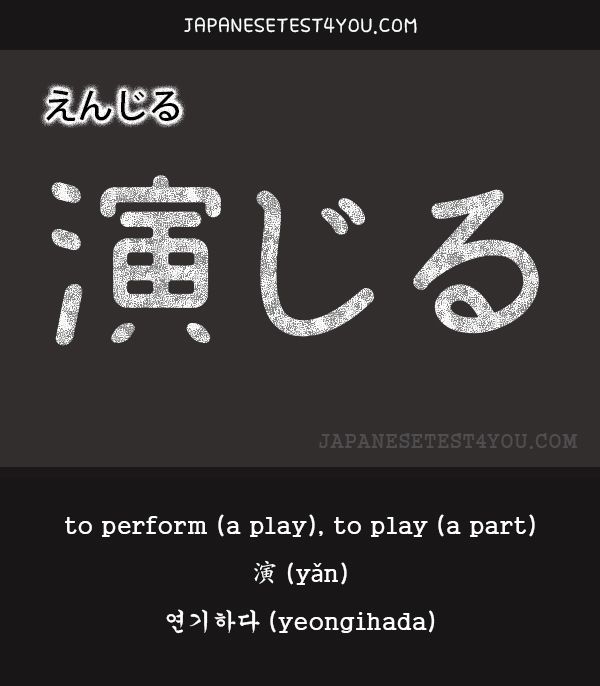 JAPANESETEST4YOU.COM
えんじる
演じる
JAPANESETEST4YOU.COM
to perform (a play), to play (a part)
演 (yǎn)
연기하다 (yeongihada)